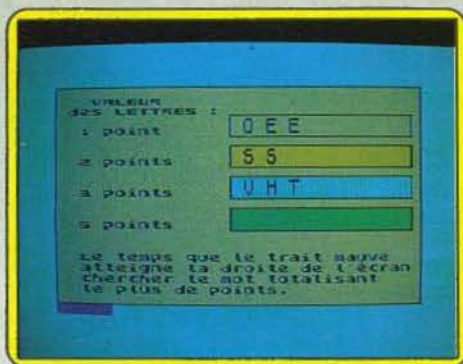 VALEUR
des LETTRES :
1 point O E E
2 points S S
3 points V H T
5 points
Le temps que le trait mauve
atteigne la droite de l'écran
chercher le mot totalisant
le plus de points.